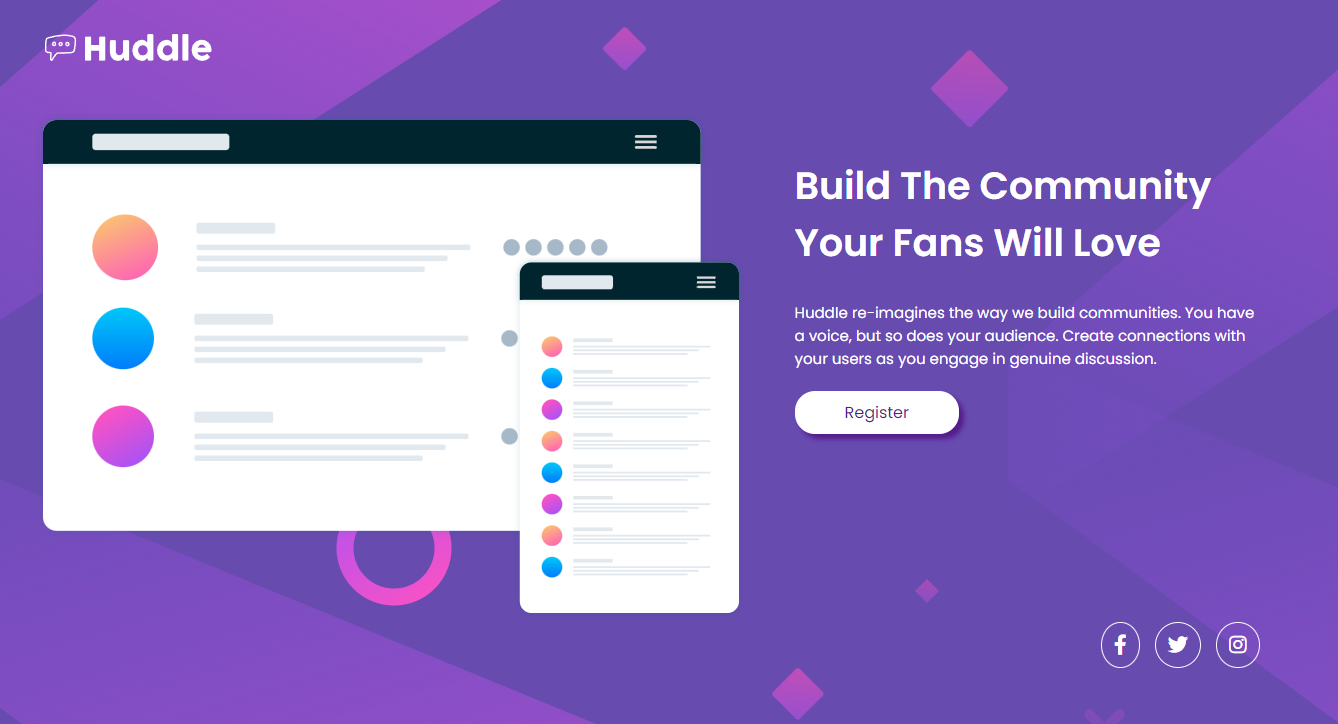 Huddle
Build The Community
Your Fans Will Love
Huddle re-imagines the way we build communities. You have
a voice, but so does your audience. Create connections with
your users as you engage in genuine discussion.
Register